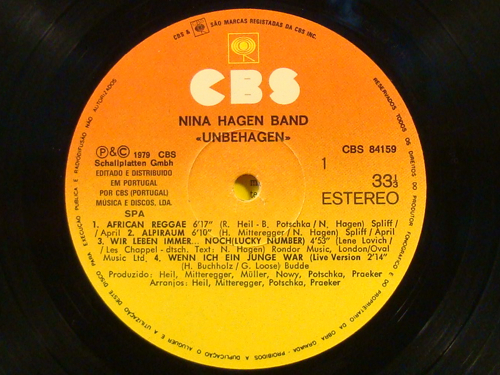 CBS & SÃO MARCAS REGISTADAS DA CBS INC.
CBS
NINA HAGEN BAND
«UNBEHAGEN»
CBS 84159
℗&© 1979 CBS
Schallplatten Gmbh
EDITADO E DISTRIBUIDO
EM PORTUGAL
POR CBS (PORTUGAL)
MÚSICA E DISCOS, LDA.
SPA
1
33⅓
ESTEREO
1. AFRICAN REGGAE 6'17" (R. Heil - B. Potschka / N. Hagen) Spliff /
/ April 2. ALPIRAUM 6'10" (H. Mitteregger / N. Hagen) Spliff / April
3. WIR LEBEN IMMER... NOCH(LUCKY NUMBER) 4'53" (Lene Lovich /
/ Les Chappel - dtsch. Text: N. Hagen) Rondor Music, London/Oval
Music Ltd, 4. WENN ICH EIN JUNGE WAR (Live Version 2'14"
(H. Buchholz / G. Loose) Budde
Produzido: Heil, Mitteregger, Müller, Nowy, Potschka, Praeker
Arranjos: Heil, Mitteregger, Potschka, Praeker
RESERVADOS TODOS OS DIREITOS DO PRODUTOR FONOGRÁFICO E DO PROPRIETÁRIO DA OBRA GRAVADA - PROIBIDOS A DUPLICAÇÃO O ALUGUER E A UTILIZAÇÃO DESTE DISCO PARA EXECUÇÃO PUBLICA E RADIODIFUSÃO NÃO AUTORIZADOS